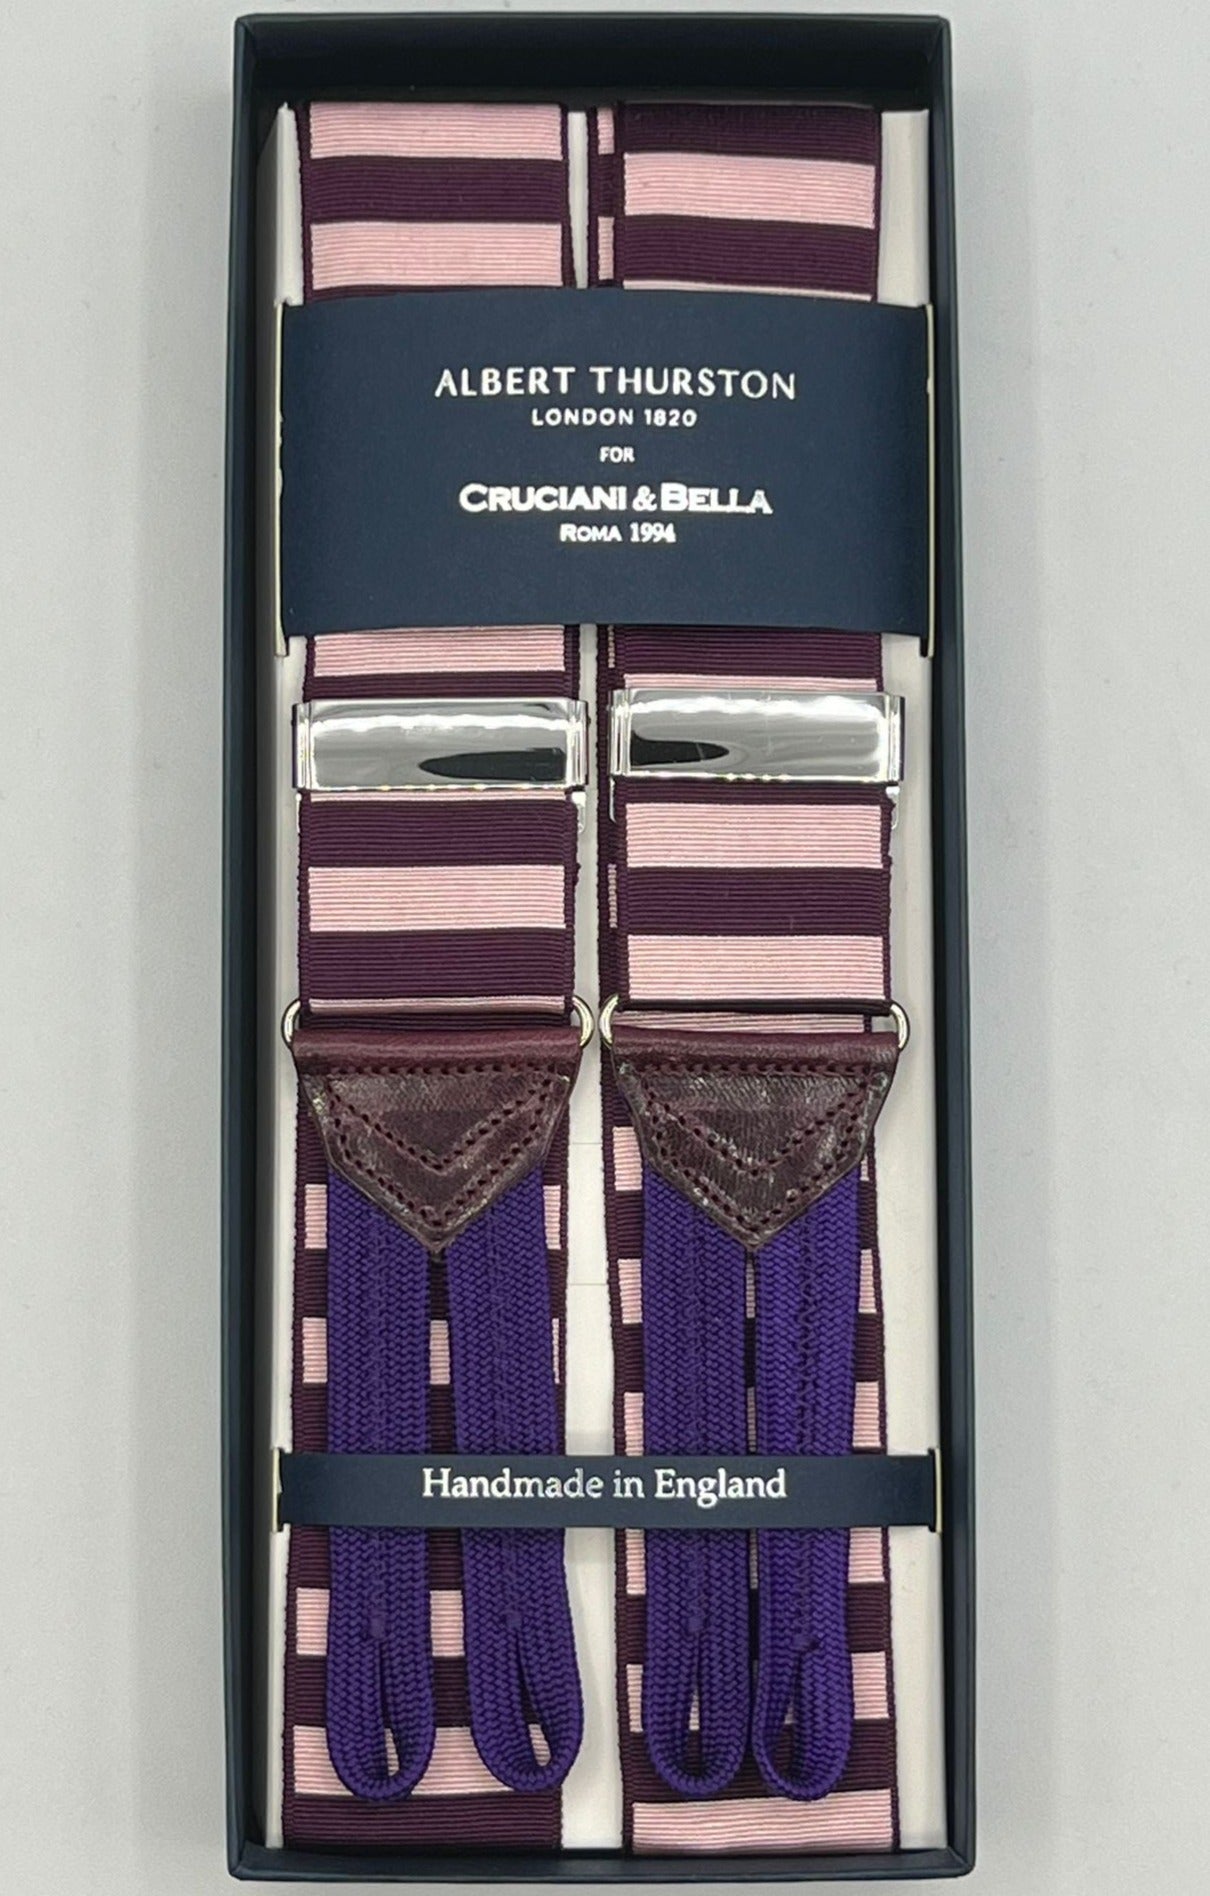 ALBERT THURSTON
LONDON 1820
FOR
CRUCIANI & BELLA
ROMA 1994
Handmade in England